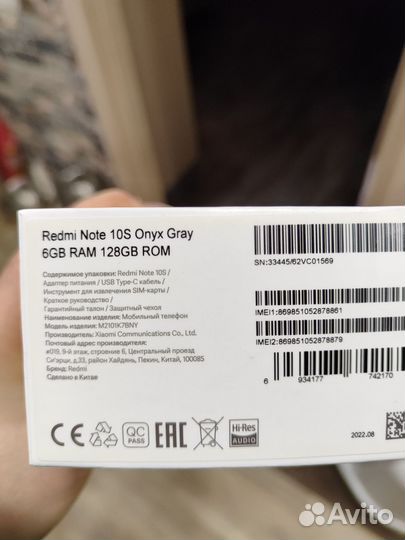 Redmi Note 10S Onyx Gray
6GB RAM 128GB ROM
Содержимое упаковки: Redmi Note 10S /
Адаптер питания / USB Type-C кабель /
Инструмент для извлечения SIM-карты /
Краткое руководство /
Гарантийный талон / Защитный чехол
Наименование изделия: Мобильный телефон
Модель изделия: M2101K7BNY
Производитель: Xiaomi Communications Co., Ltd.
Почтовый адрес производителя:
#019, 9-й этаж, строение 6, Центральный проезд
Сиэрци, д.33, район Хайдянь, Пекин, Китай, 100085
Бренд: Redmi
Сделано в Китае
CE
QC
PASS
EAC
Hi-Res
AUDIO
SN:33445/62VC01569
IMEI1:869851052878861
IMEI2:869851052878879
6 934177 742170
2022.08
Avito